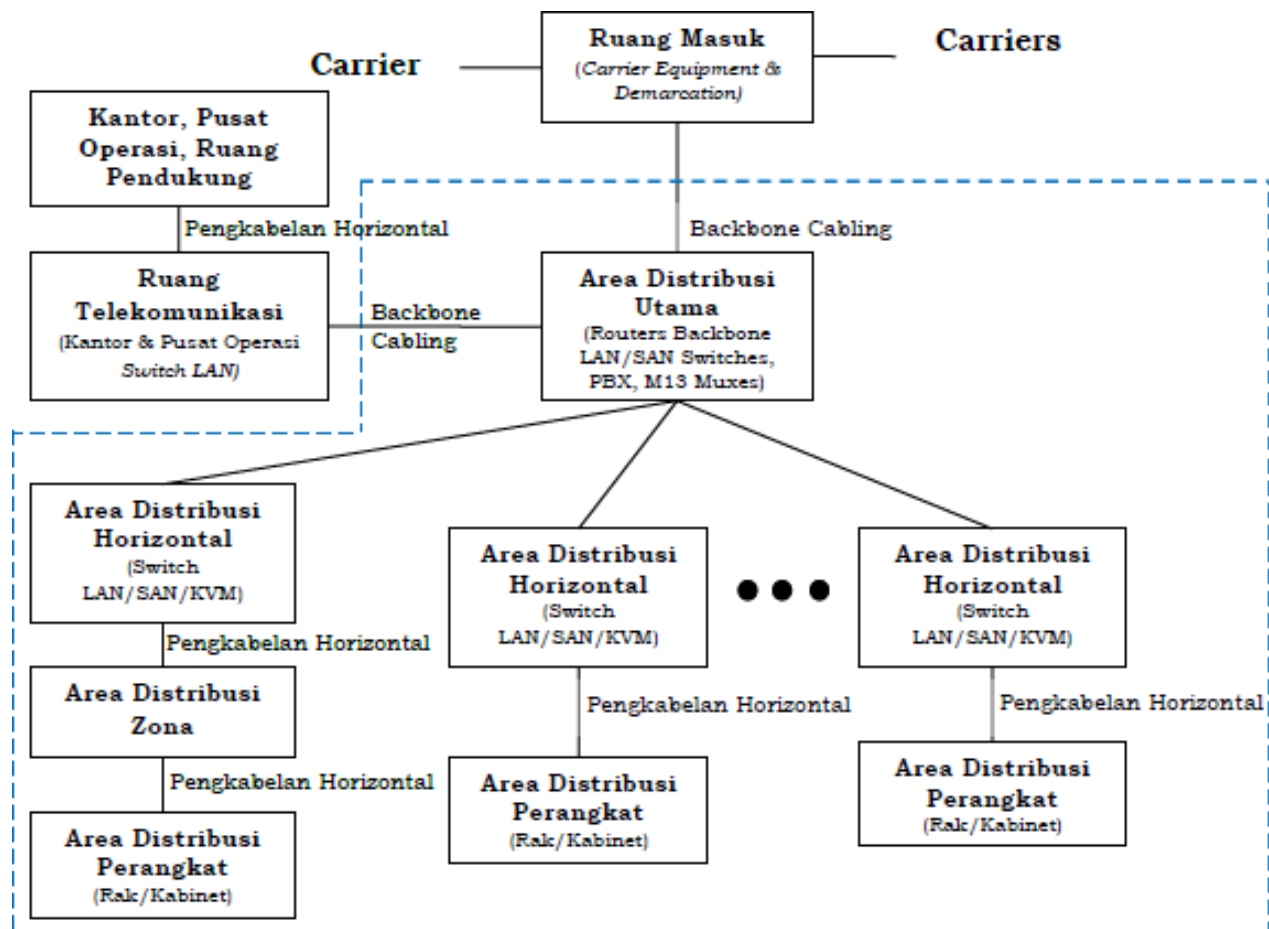 Carrier
Ruang Masuk
(Carrier Equipment &
Demarcation)
Carriers
Kantor, Pusat
Operasi, Ruang
Pendukung
Pengkabelan Horizontal
Backbone Cabling
Ruang
Telekomunikasi
(Kantor & Pusat Operasi
Switch LAN)
Backbone
Cabling
Area Distribusi
Utama
(Routers Backbone
LAN/SAN Switches,
PBX, M13 Muxes)
Area Distribusi
Horizontal
(Switch
LAN/SAN/KVM)
Area Distribusi
Horizontal
(Switch
LAN/SAN/KVM)
Area Distribusi
Horizontal
(Switch
LAN/SAN/KVM)
Pengkabelan Horizontal
Area Distribusi
Zona
Pengkabelan Horizontal
Pengkabelan Horizontal
Pengkabelan Horizontal
Area Distribusi
Perangkat
(Rak/Kabinet)
Area Distribusi
Perangkat
(Rak/Kabinet)
Area Distribusi
Perangkat
(Rak/Kabinet)